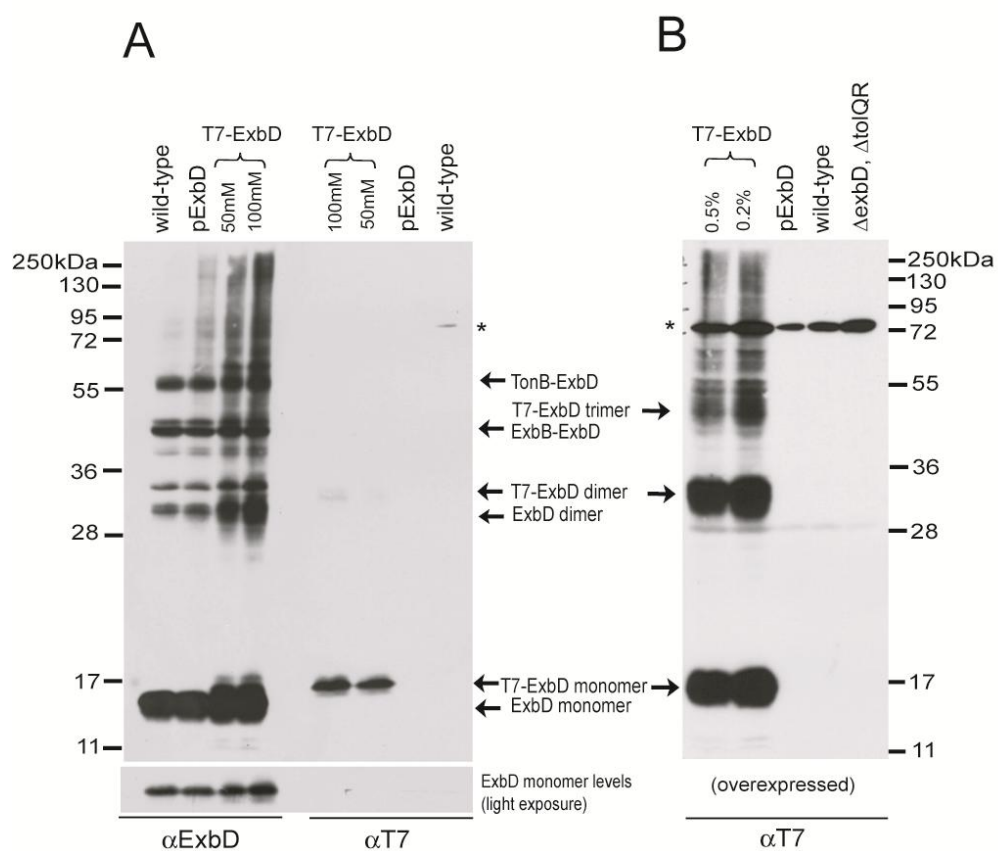 A
B
T7-ExbD
T7-ExbD
T7-ExbD
wild-type
pExbD
50mM
100mM
100mM
50mM
pExbD
wild-type
0.5%
0.2%
pExbD
wild-type
ΔexbD, ΔtolQR
250kDa
130
95
72
55
36
28
17
11
*
TonB-ExbD
T7-ExbD trimer
ExbB-ExbD
T7-ExbD dimer
ExbD dimer
T7-ExbD monomer
ExbD monomer
*
250kDa
130
95
72
55
36
28
17
11
ExbD monomer levels
(light exposure)
(overexpressed)
αExbD
αT7
αT7